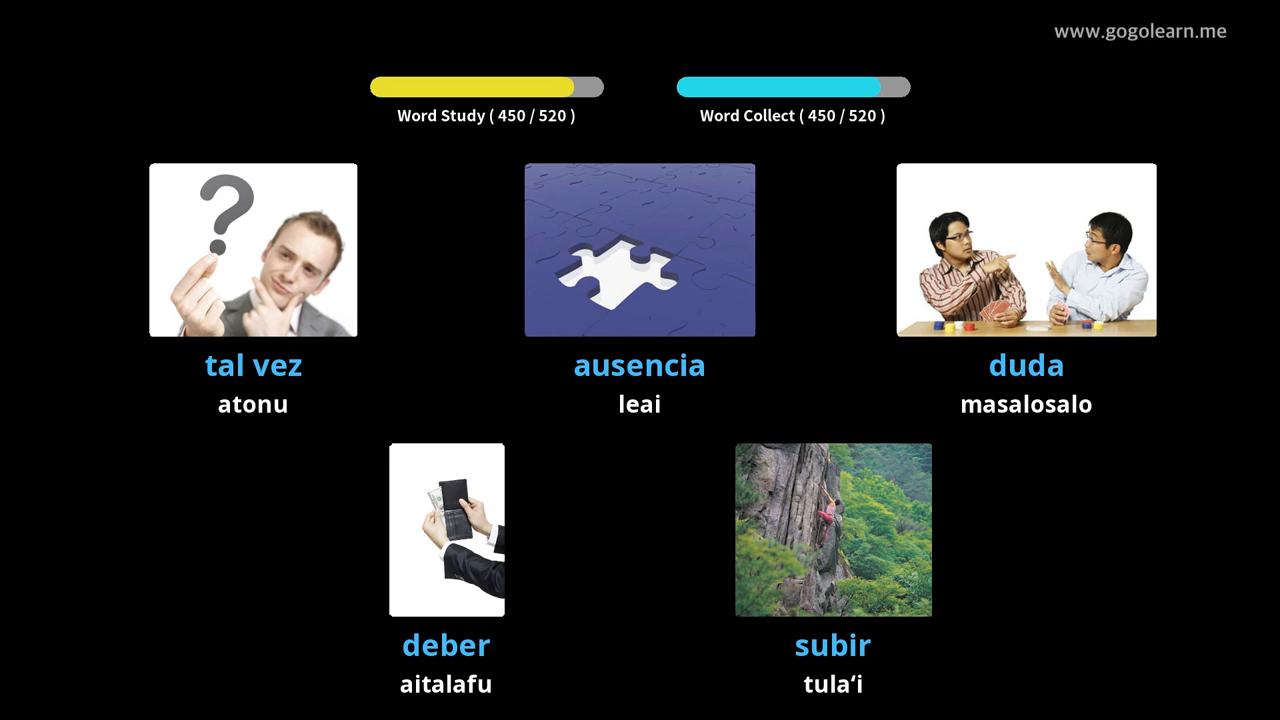 www.gogolearn.me
Word Study ( 450 / 520 )
Word Collect ( 450 / 520 )
tal vez
atonu
ausencia
leai
duda
masalosalo
deber
aitalafu
subir
tulaʻi